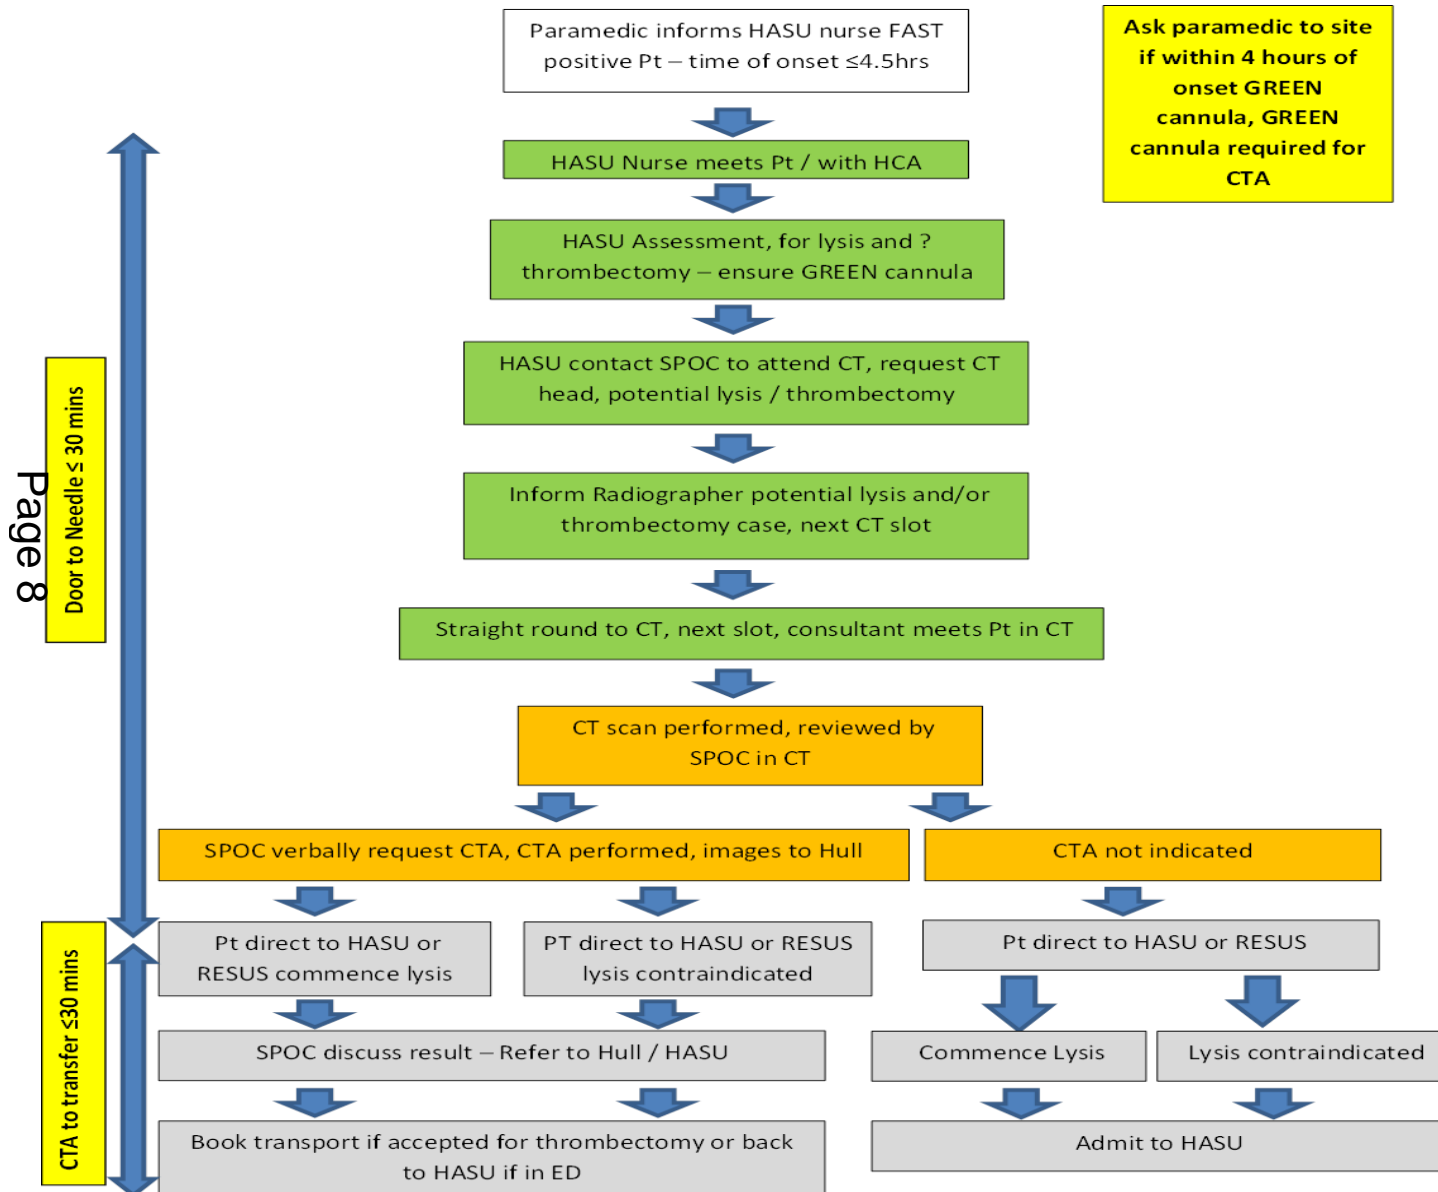 Paramedic informs HASU nurse FAST
positive Pt – time of onset ≤4.5hrs
Ask paramedic to site
if within 4 hours of
onset GREEN
cannula, GREEN
cannula required for
CTA
HASU Nurse meets Pt / with HCA
HASU Assessment, for lysis and ?
thrombectomy – ensure GREEN cannula
HASU contact SPOC to attend CT, request CT
head, potential lysis / thrombectomy
Door to Needle ≤ 30 mins
Page 8
Inform Radiographer potential lysis and/or
thrombectomy case, next CT slot
Straight round to CT, next slot, consultant meets Pt in CT
CT scan performed, reviewed by
SPOC in CT
SPOC verbally request CTA, CTA performed, images to Hull
CTA not indicated
CTA to transfer ≤30 mins
Pt direct to HASU or
RESUS commence lysis
PT direct to HASU or RESUS
lysis contraindicated
Pt direct to HASU or RESUS
SPOC discuss result – Refer to Hull / HASU
Commence Lysis
Lysis contraindicated
Book transport if accepted for thrombectomy or back
to HASU if in ED
Admit to HASU